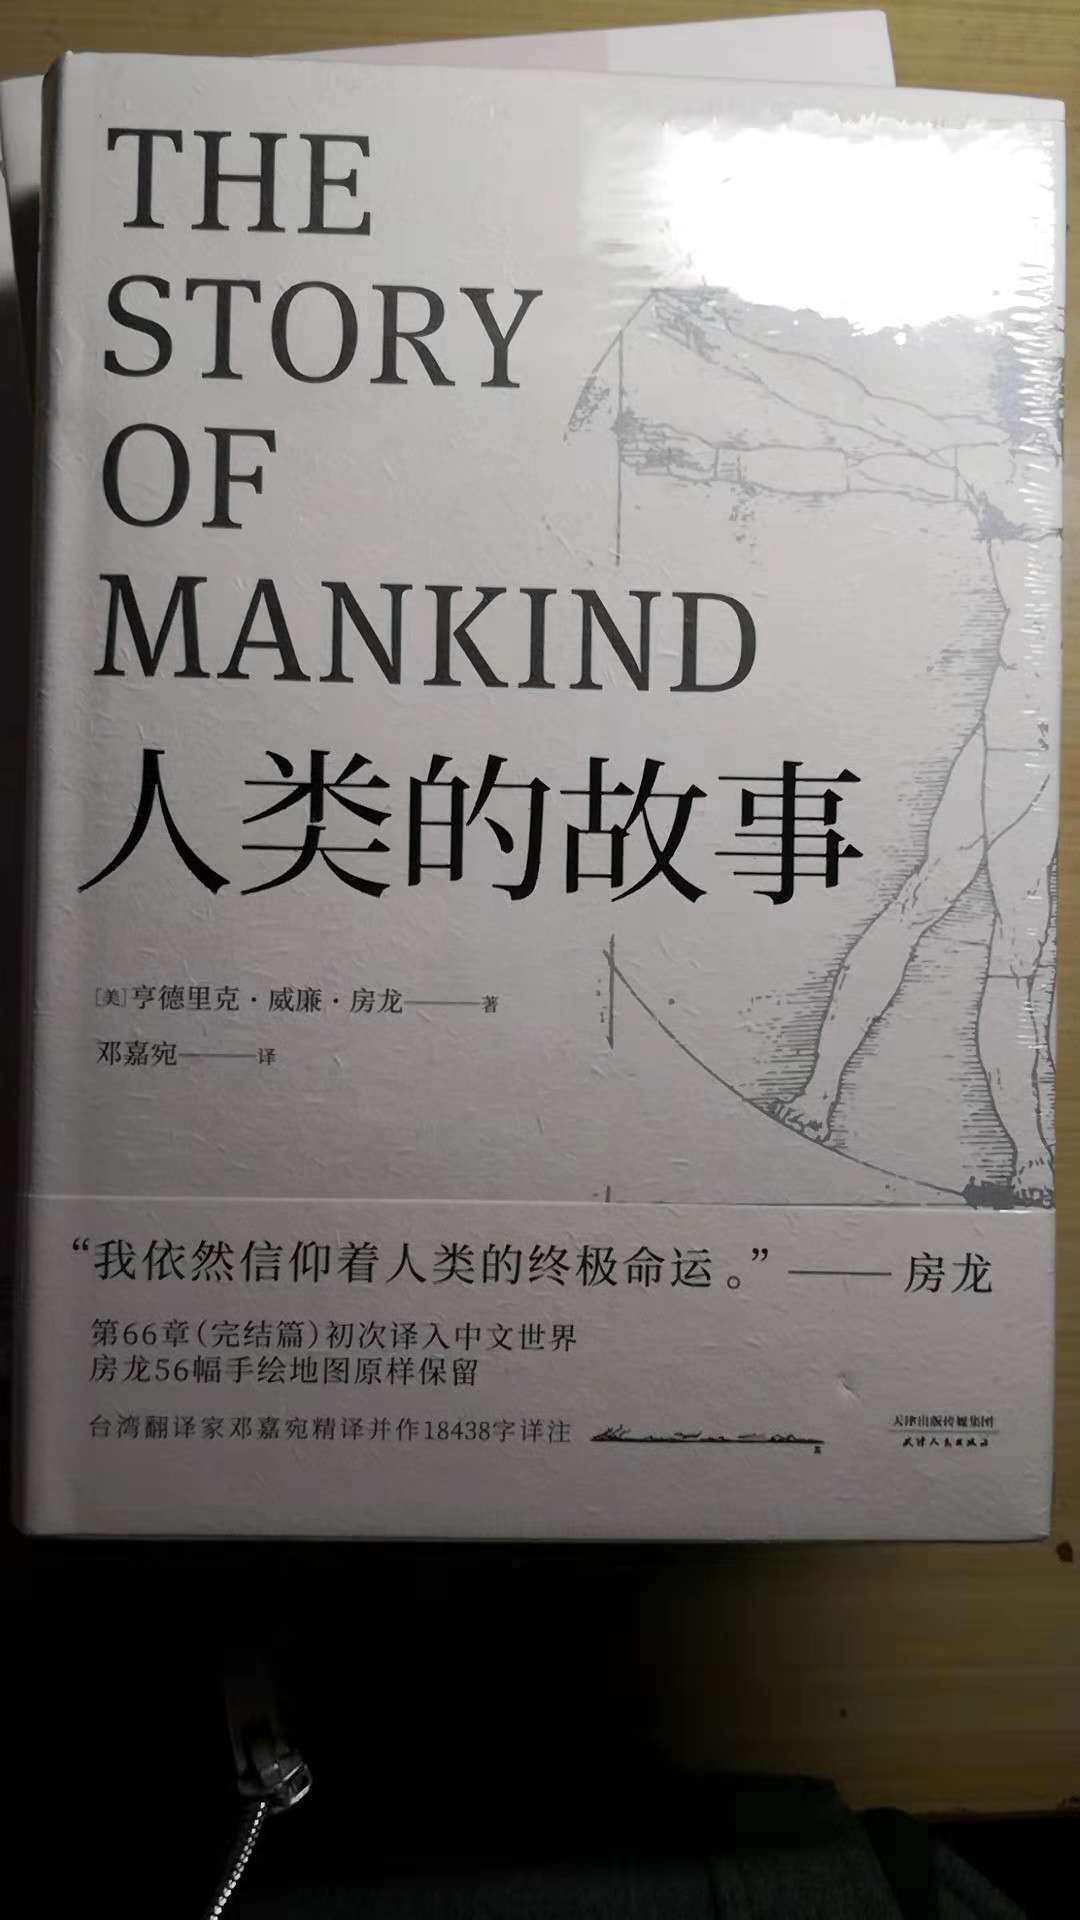 THE
STORY
OF
MANKIND
人类的故事
[美]亨德里克·威廉·房龙——著
邓嘉宛——译
“我依然信仰着人类的终极命运。”——房龙
第66章(完结篇)初次译入中文世界
房龙56幅手绘地图原样保留
台湾翻译家邓嘉宛精译并作18438字详注
天津出版传媒集团
天津人民出版社